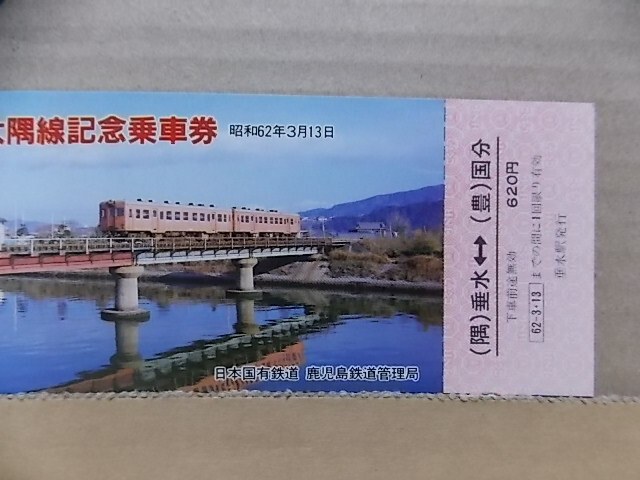 大隅線記念乗車券 昭和62年3月13日
日本国有鉄道 鹿児島鉄道管理局
(隅)垂水↔(豊)国分
620円
下車前途無効
62-3・13 までの間に1回限り有効
垂水駅発行